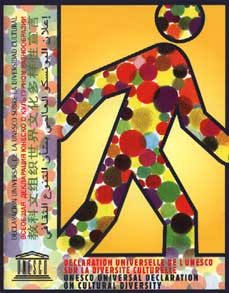 DECLARACION UNIVERSAL DE LA UNESCO SOBRE LA DIVERSIDAD CULTURAL
ВСЕОБЩАЯ ДЕКЛАРАЦИЯ ЮНЕСКО О КУЛЬТУРНОМ РАЗНООБРАЗИИ
教科文组织世界文化多样性宣言
إعلان اليونسكو العالمي بشأن التنوع الثقافي
UNESCO
DECLARATION UNIVERSELLE DE L'UNESCO
SUR LA DIVERSITE CULTURELLE
UNESCO UNIVERSAL DECLARATION
ON CULTURAL DIVERSITY